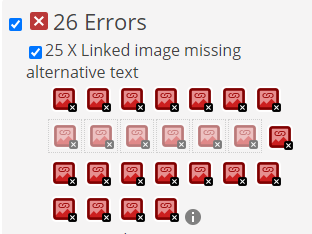 26 Errors
25 X Linked image missing
alternative text